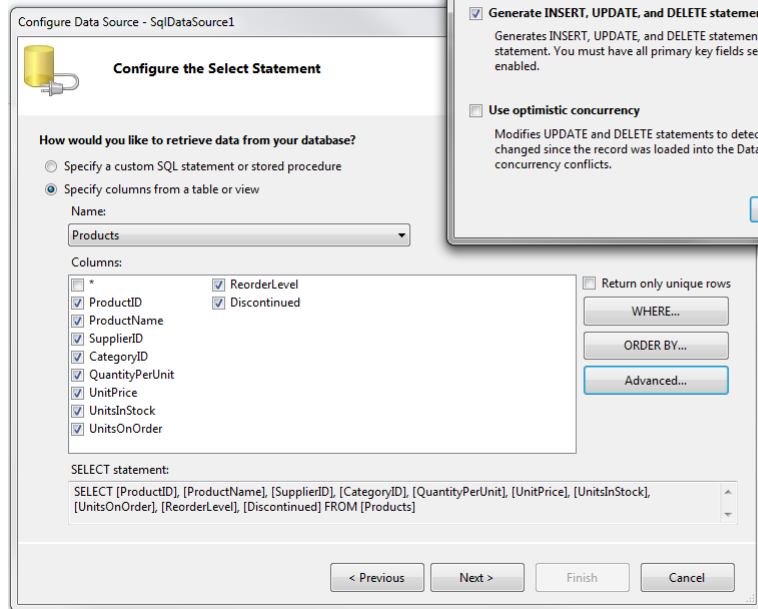 Configure Data Source - SqlDataSource1
Configure the Select Statement
Generate INSERT, UPDATE, and DELETE
Generates INSERT, UPDATE, and DELETE statement
statement. You must have all primary key fields
enabled.
Use optimistic concurrency
Modifies UPDATE and DELETE statements to
changed since the record was loaded into the
concurrency conflicts.
How would you like to retrieve data from your database?
Specify a custom SQL statement or stored procedure
Specify columns from a table or view
Name:
Products
Columns:
*
ProductID
ProductName
SupplierID
CategoryID
QuantityPerUnit
UnitPrice
UnitsInStock
UnitsOnOrder
ReorderLevel
Discontinued
Return only unique rows
WHERE...
ORDER BY...
Advanced...
SELECT statement:
SELECT [ProductID], [ProductName], [SupplierID], [CategoryID], [QuantityPerUnit], [UnitPrice], [UnitsInStock],
[UnitsOnOrder], [ReorderLevel], [Discontinued] FROM [Products]
< Previous
Next >
Finish
Cancel